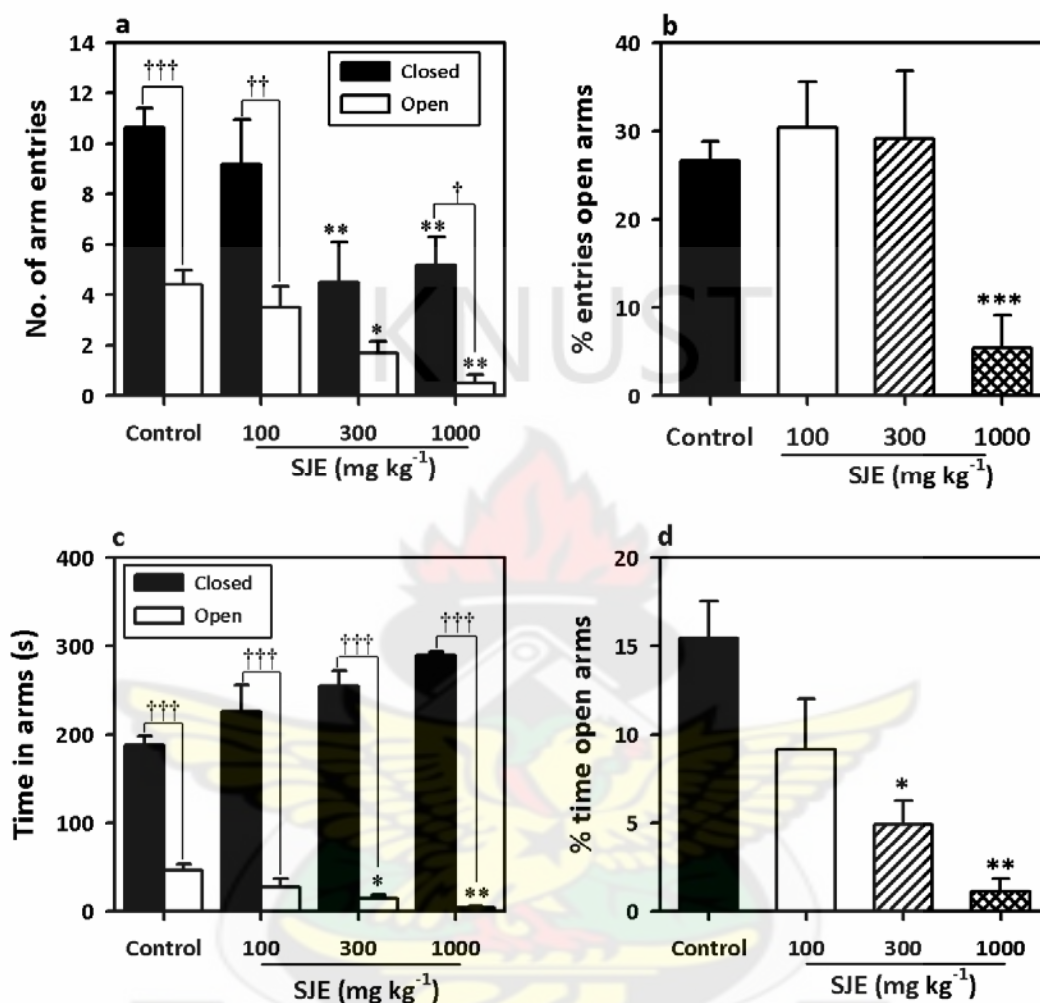 a
14
12
10
8
6
4
2
0
No. of arm entries
Closed
Open
†††
††
**
*
**
†
**
Control 100 300 1000
SJE (mg kg-1)
b
40
30
20
10
0
% entries open arms
***
Control 100 300 1000
SJE (mg kg-1)
KNUST
c
400
300
200
100
0
Time in arms (s)
Closed
Open
†††
†††
†††
*
†††
**
Control 100 300 1000
SJE (mg kg-1)
d
20
15
10
5
0
% time open arms
*
**
Control 100 300 1000
SJE (mg kg-1)